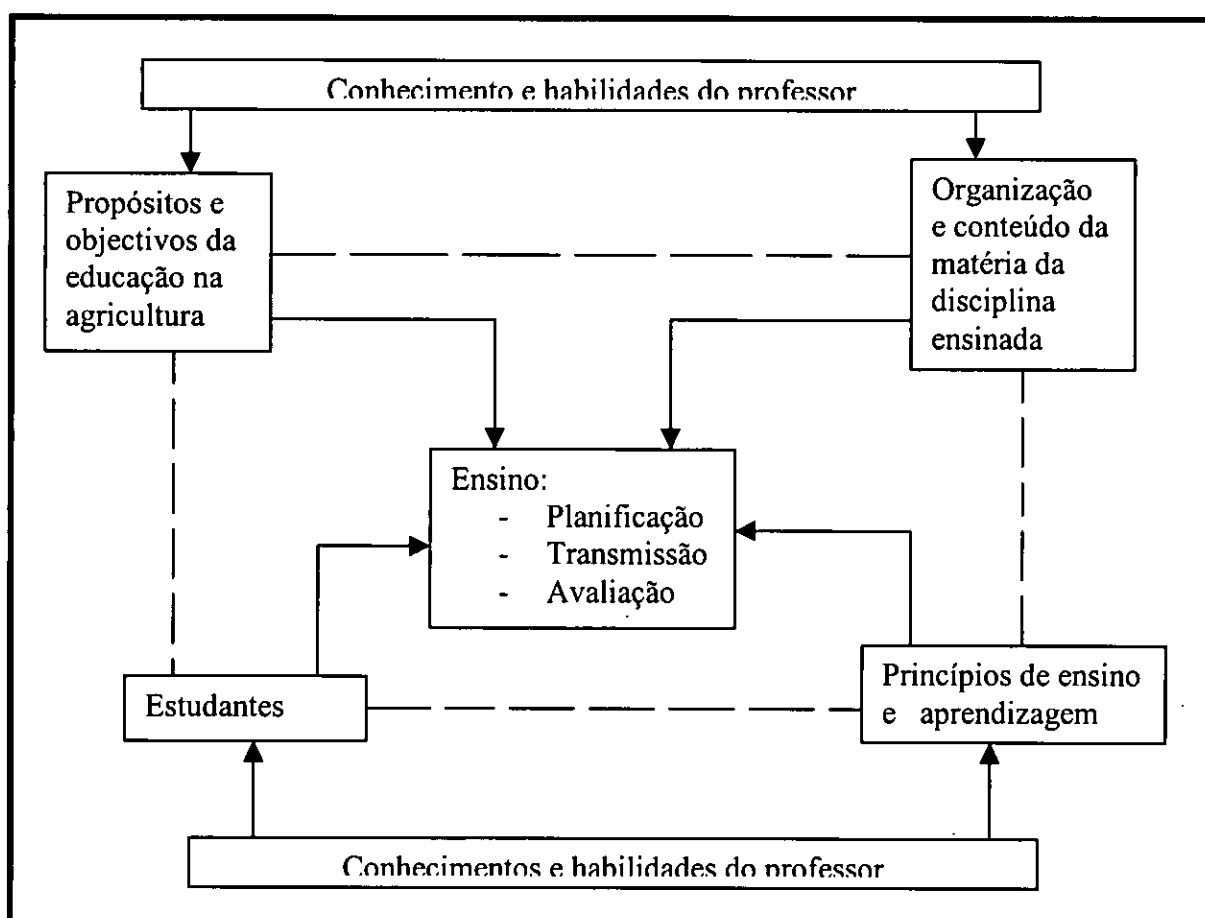 Conhecimento e habilidades do professor
Propósitos e
objectivos da
educação na
agricultura
Organização
e conteúdo da
matéria da
disciplina
ensinada
Ensino:
- Planificação
- Transmissão
- Avaliação
Estudantes
Princípios de ensino
e aprendizagem
Conhecimentos e habilidades do professor